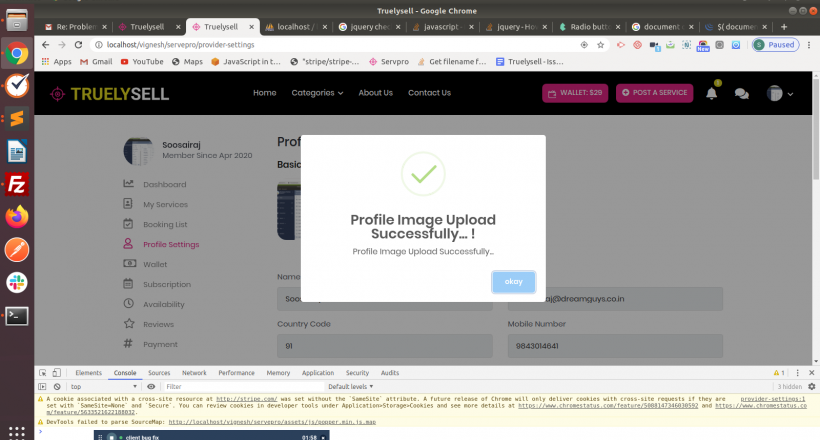 Truelysell - Google Chrome
Re: Problem
Truelysell
Truelysell
localhost /
jquery chec
javascript -
jquery - Ho
Radio butt
document
$( documen
localhost/vignesh/servepro/provider-settings
New
S Paused
Apps
Gmail
YouTube
Maps
JavaScript in t...
"stripe/stripe-...
Servpro
Get filename f...
Truelysell - Iss...
TRUELYSELL
Home
Categories
About Us
Contact Us
WALLET: $29
POST A SERVICE
Soosairaj
Member Since Apr 2020
Dashboard
My Services
Booking List
Profile Settings
Wallet
Subscription
Availability
Reviews
# Payment
Prof
Basic
Profile Image Upload
Successfully... !
Profile Image Upload Successfully...
okay
Name
Soos
aj@dreamguys.co.in
Country Code
Mobile Number
91
9843014641
Elements
Console
Sources
Network
Performance
Memory
Application
Security
Audits
1
top
Filter
Default levels
3 hidden
A cookie associated with a cross-site resource at http://stripe.com/ was set without the `SameSite` attribute. A future release of Chrome will only deliver cookies with cross-site requests if they are
provider-settings:1
set with `SameSite=None` and `Secure`. You can review cookies in developer tools under Application>Storage>Cookies and see more details at https://www.chromestatus.com/feature/5088147346030592 and https://www.chromestatus.co
m/feature/5633521622188032.
DevTools failed to parse SourceMap: http://localhost/vignesh/servepro/assets/js/popper.min.js.map
client bug fix
01:58